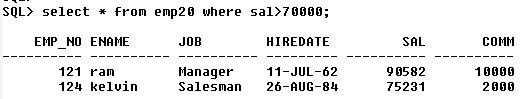 SQL> select * from emp20 where sal>70000;
EMP_NO ENAME JOB HIREDATE SAL COMM
---------- ---------- ---------- --------- ---------- ----------
121 ram Manager 11-JUL-62 90582 10000
124 kelvin Salesman 26-AUG-84 75231 2000